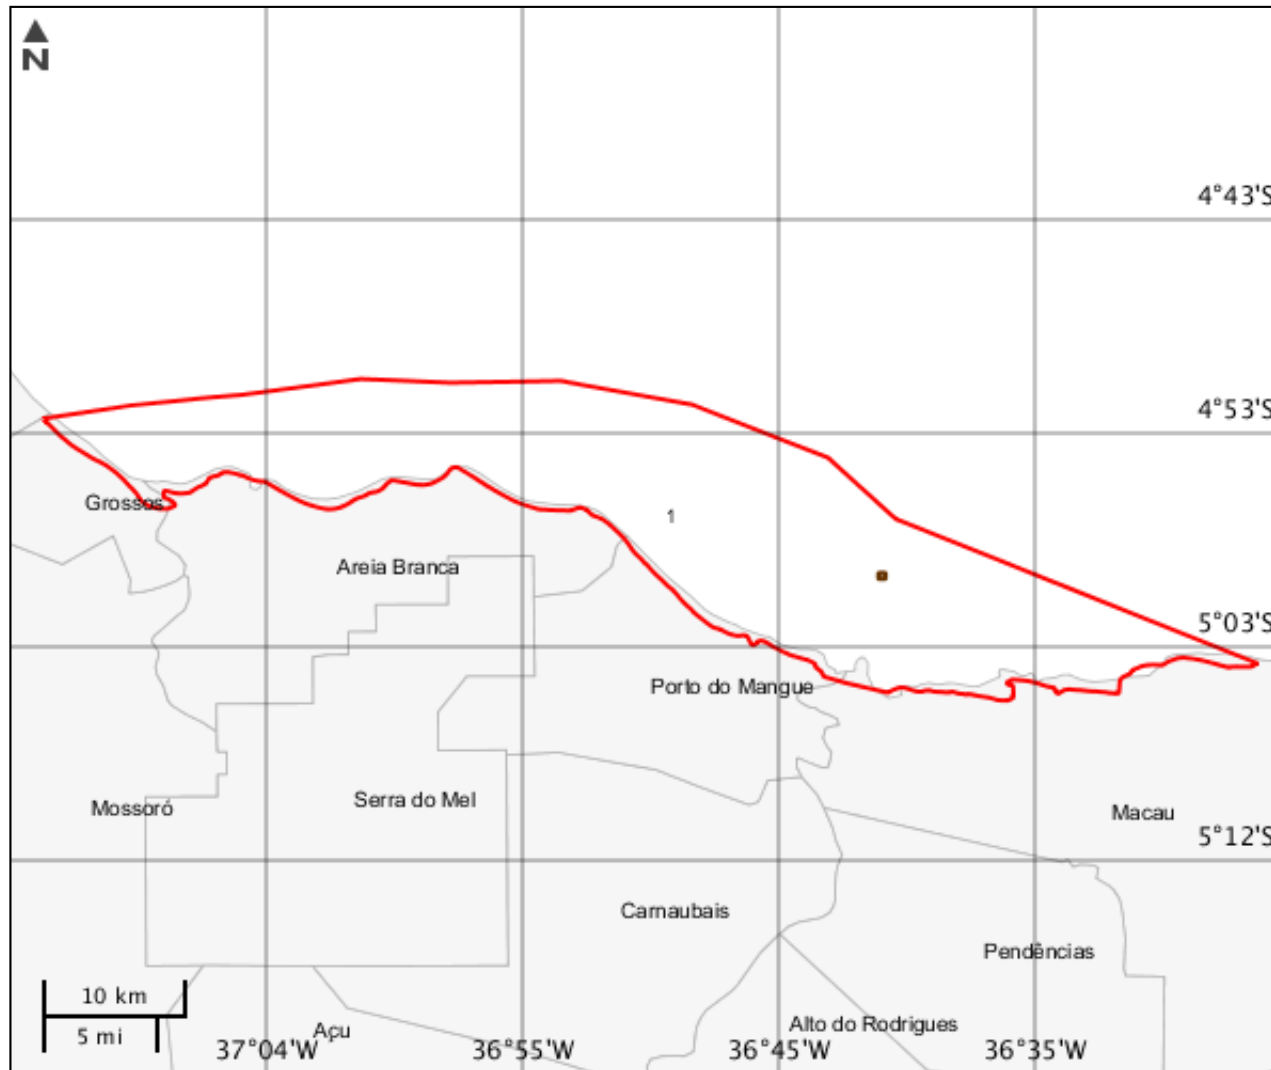 N
4°43'S
4°53'S
Grossos
1
Areia Branca
5°03'S
Porto do Mangue
Mossoró
Serra do Mel
Macau
5°12'S
Carnaubais
Pendências
10 km
5 mi
Açu
Alto do Rodrigues
37°04'W
36°55'W
36°45'W
36°35'W